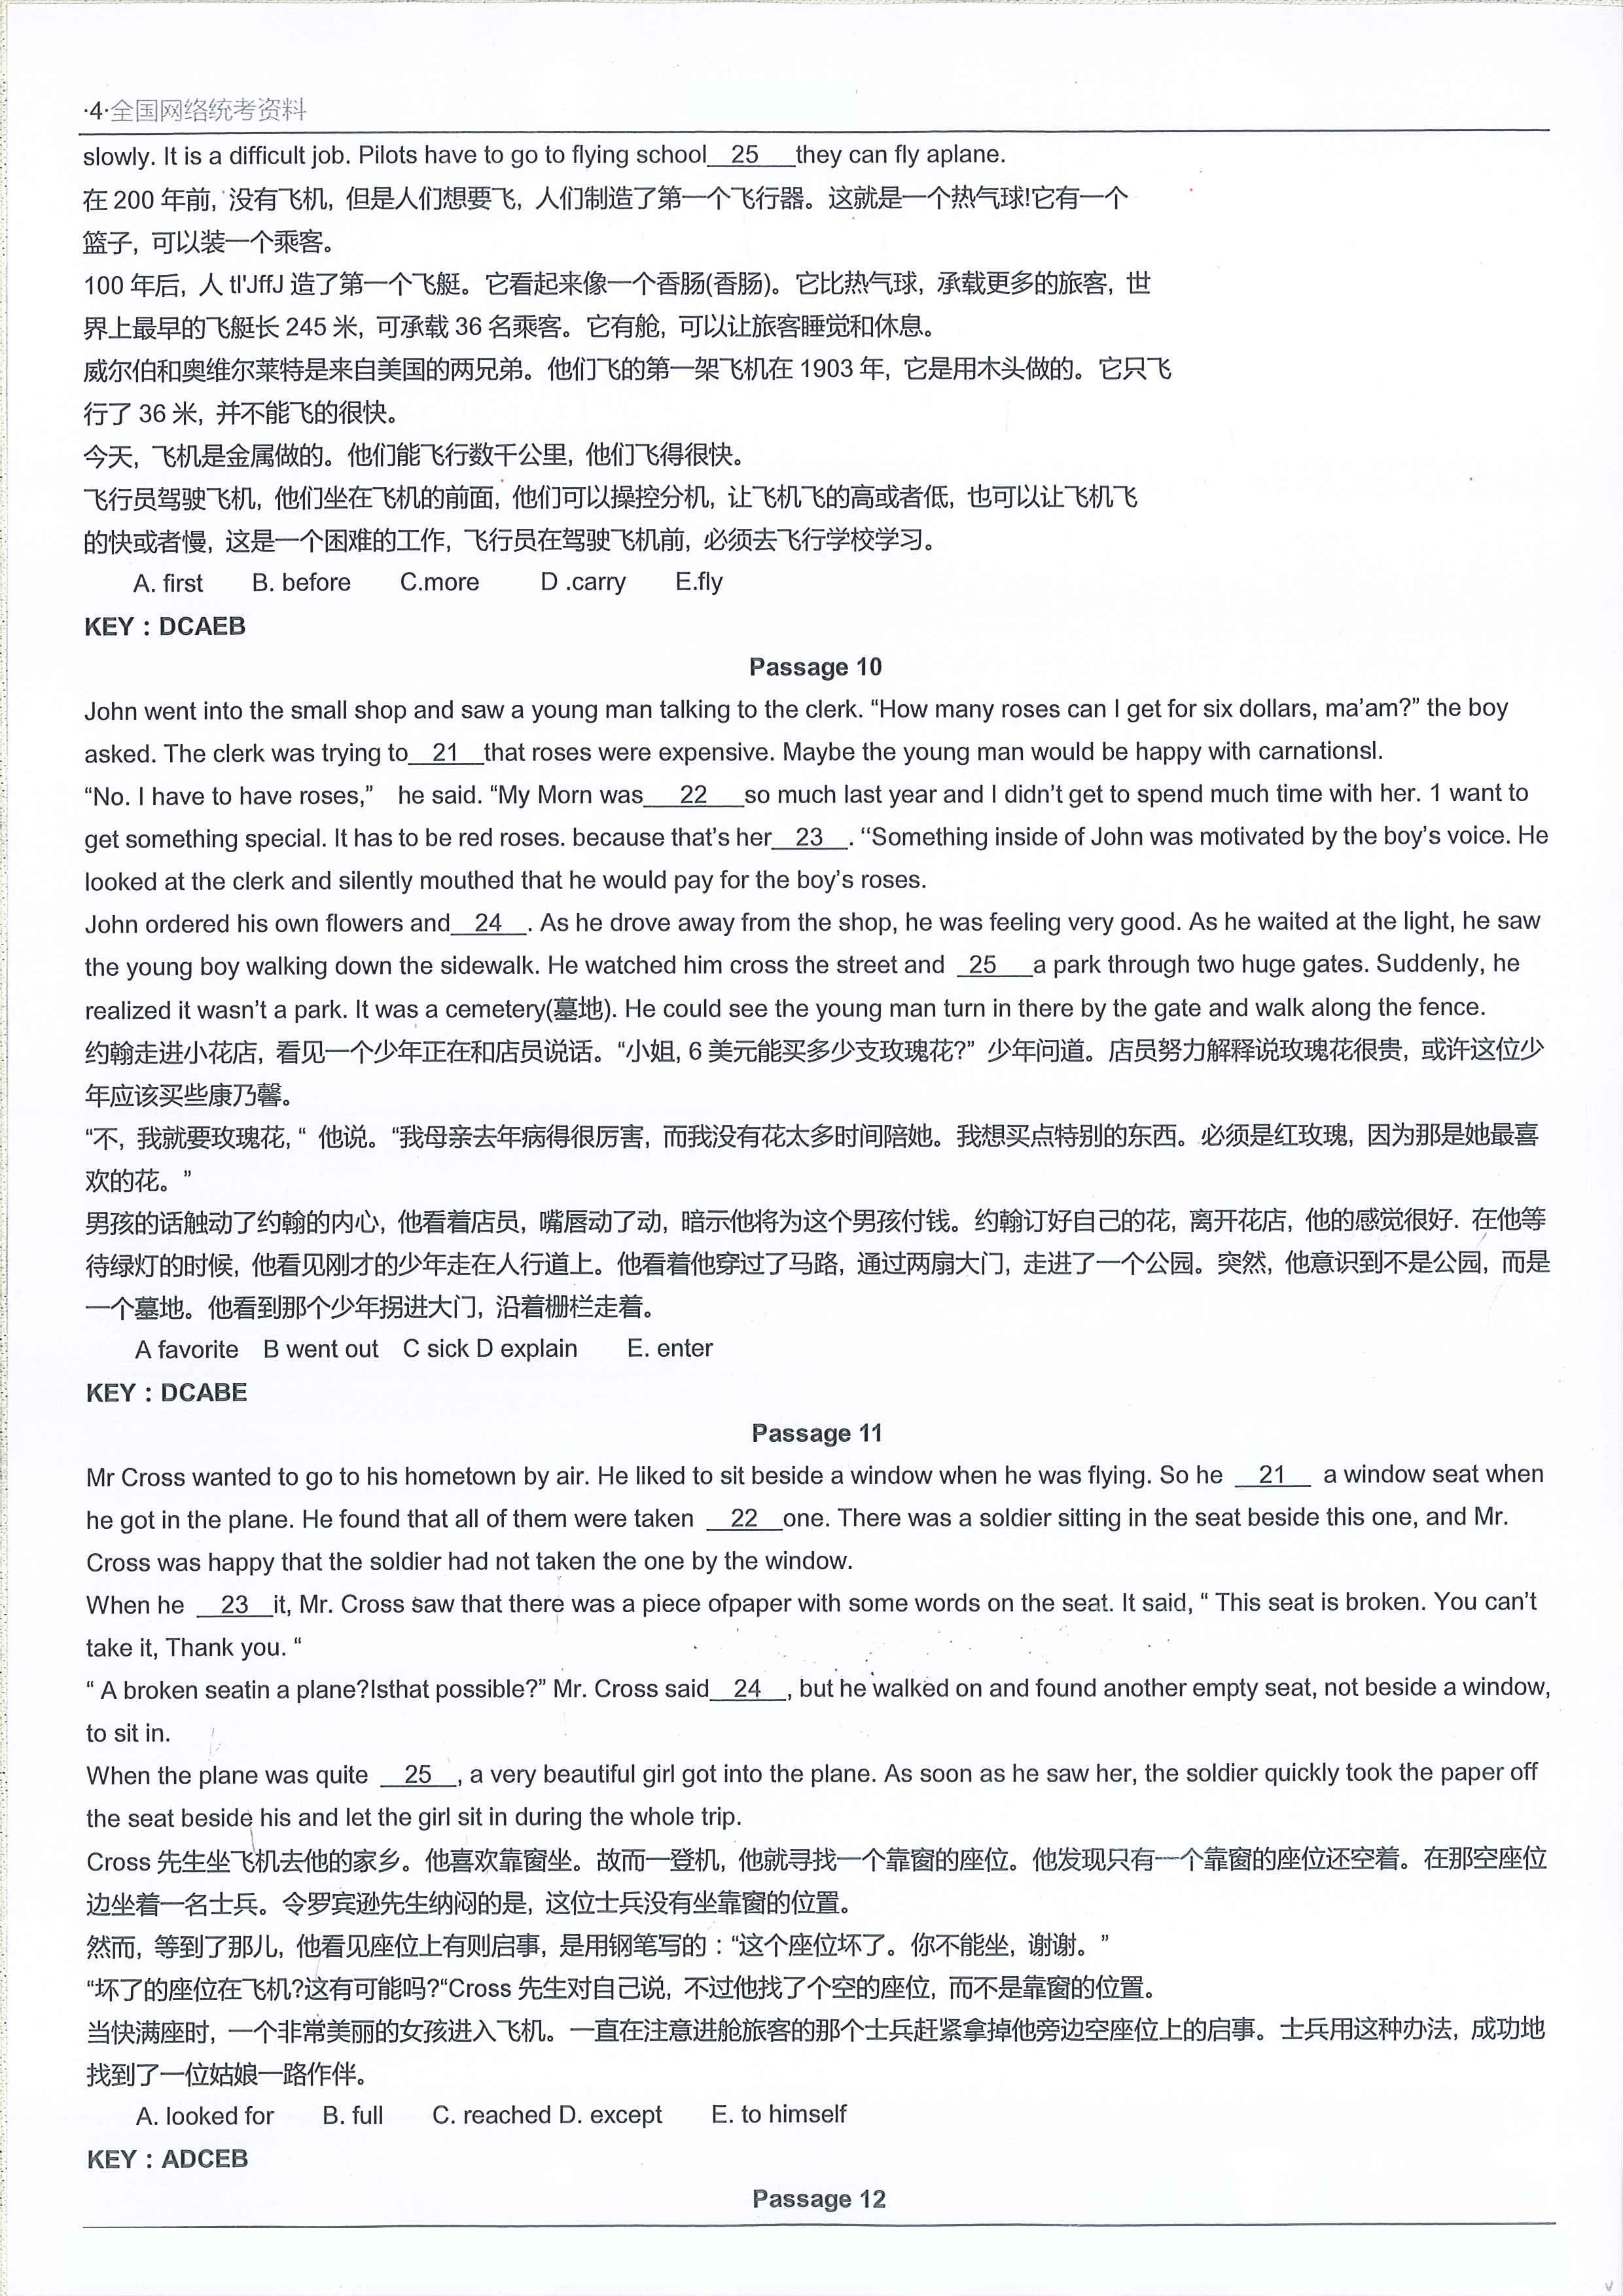 ·4·全国网络统考资料
slowly. It is a difficult job. Pilots have to go to flying school__25__they can fly aplane.
在 200 年前, 没有飞机, 但是人们想要飞, 人们制造了第一个飞行器。这就是一个热气球!它有一个
篮子, 可以装一个乘客。
100 年后, 人 tl'JffJ 造了第一个飞艇。它看起来像一个香肠(香肠)。它比热气球, 承载更多的旅客, 世
界上最早的飞艇长 245 米, 可承载 36 名乘客。它有舱, 可以让旅客睡觉和休息。
威尔伯和奥维尔莱特是来自美国的两兄弟。他们飞的第一架飞机在 1903 年, 它是用木头做的。它只飞
行了 36 米, 并不能飞的很快。
今天, 飞机是金属做的。他们能飞行数千公里, 他们飞得很快。
飞行员驾驶飞机, 他们坐在飞机的前面, 他们可以操控分机, 让飞机飞的高或者低, 也可以让飞机飞
的快或者慢, 这是一个困难的工作, 飞行员在驾驶飞机前, 必须去飞行学校学习。
A. first B. before C.more D .carry E.fly
KEY : DCAEB
Passage 10
John went into the small shop and saw a young man talking to the clerk. “How many roses can I get for six dollars, ma’am?” the boy
asked. The clerk was trying to__21__that roses were expensive. Maybe the young man would be happy with carnationsl.
“No. I have to have roses,” he said. “My Morn was__22__so much last year and I didn’t get to spend much time with her. 1 want to
get something special. It has to be red roses. because that’s her__23__. ‘‘Something inside of John was motivated by the boy’s voice. He
looked at the clerk and silently mouthed that he would pay for the boy’s roses.
John ordered his own flowers and__24__. As he drove away from the shop, he was feeling very good. As he waited at the light, he saw
the young boy walking down the sidewalk. He watched him cross the street and __25__a park through two huge gates. Suddenly, he
realized it wasn’t a park. It was a cemetery(墓地). He could see the young man turn in there by the gate and walk along the fence.
约翰走进小花店, 看见一个少年正在和店员说话。“小姐, 6 美元能买多少支玫瑰花?” 少年问道。店员努力解释说玫瑰花很贵, 或许这位少
年应该买些康乃馨。
“不, 我就要玫瑰花, “ 他说。“我母亲去年病得很厉害, 而我没有花太多时间陪她。我想买点特别的东西。必须是红玫瑰, 因为那是她最喜
欢的花。”
男孩的话触动了约翰的内心, 他看着店员, 嘴唇动了动, 暗示他将为这个男孩付钱。约翰订好自己的花, 离开花店, 他的感觉很好. 在他等
待绿灯的时候, 他看见刚才的少年走在人行道上。他看着他穿过了马路, 通过两扇大门, 走进了一个公园。突然, 他意识到不是公园, 而是
一个墓地。他看到那个少年拐进大门, 沿着栅栏走着。
A favorite B went out C sick D explain E. enter
KEY : DCABE
Passage 11
Mr Cross wanted to go to his hometown by air. He liked to sit beside a window when he was flying. So he __21__ a window seat when
he got in the plane. He found that all of them were taken __22__one. There was a soldier sitting in the seat beside this one, and Mr.
Cross was happy that the soldier had not taken the one by the window.
When he __23__it, Mr. Cross saw that there was a piece ofpaper with some words on the seat. It said, “ This seat is broken. You can’t
take it, Thank you. “
“ A broken seatin a plane?Isthat possible?” Mr. Cross said__24__, but he walked on and found another empty seat, not beside a window,
to sit in.
When the plane was quite __25__, a very beautiful girl got into the plane. As soon as he saw her, the soldier quickly took the paper off
the seat beside his and let the girl sit in during the whole trip.
Cross 先生坐飞机去他的家乡。他喜欢靠窗坐。故而一登机, 他就寻找一个靠窗的座位。他发现只有一个靠窗的座位还空着。在那空座位
边坐着一名士兵。令罗宾逊先生纳闷的是, 这位士兵没有坐靠窗的位置。
然而, 等到了那儿, 他看见座位上有则启事, 是用钢笔写的 : “这个座位坏了。你不能坐, 谢谢。”
“坏了的座位在飞机?这有可能吗?“Cross 先生对自己说, 不过他找了个空的座位, 而不是靠窗的位置。
当快满座时, 一个非常美丽的女孩进入飞机。一直在注意进舱旅客的那个士兵赶紧拿掉他旁边空座位上的启事。士兵用这种办法, 成功地
找到了一位姑娘一路作伴。
A. looked for B. full C. reached D. except E. to himself
KEY : ADCEB
Passage 12